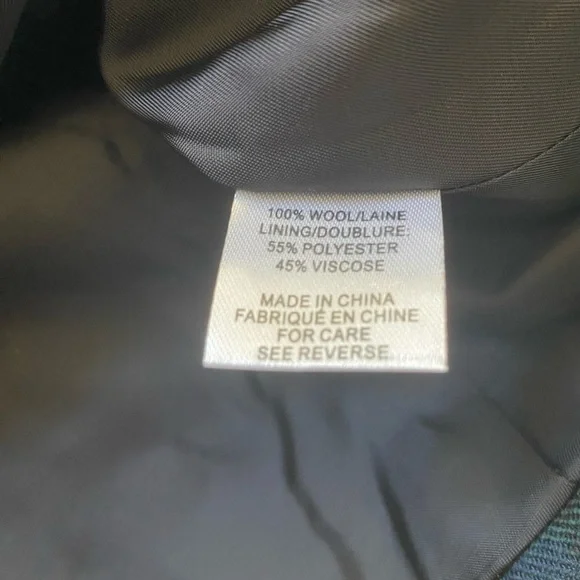 100% WOOL/LAINE
LINING/DOUBLURE:
55% POLYESTER
45% VISCOSE
MADE IN CHINA
FABRIQUÉ EN CHINE
FOR CARE
SEE REVERSE.